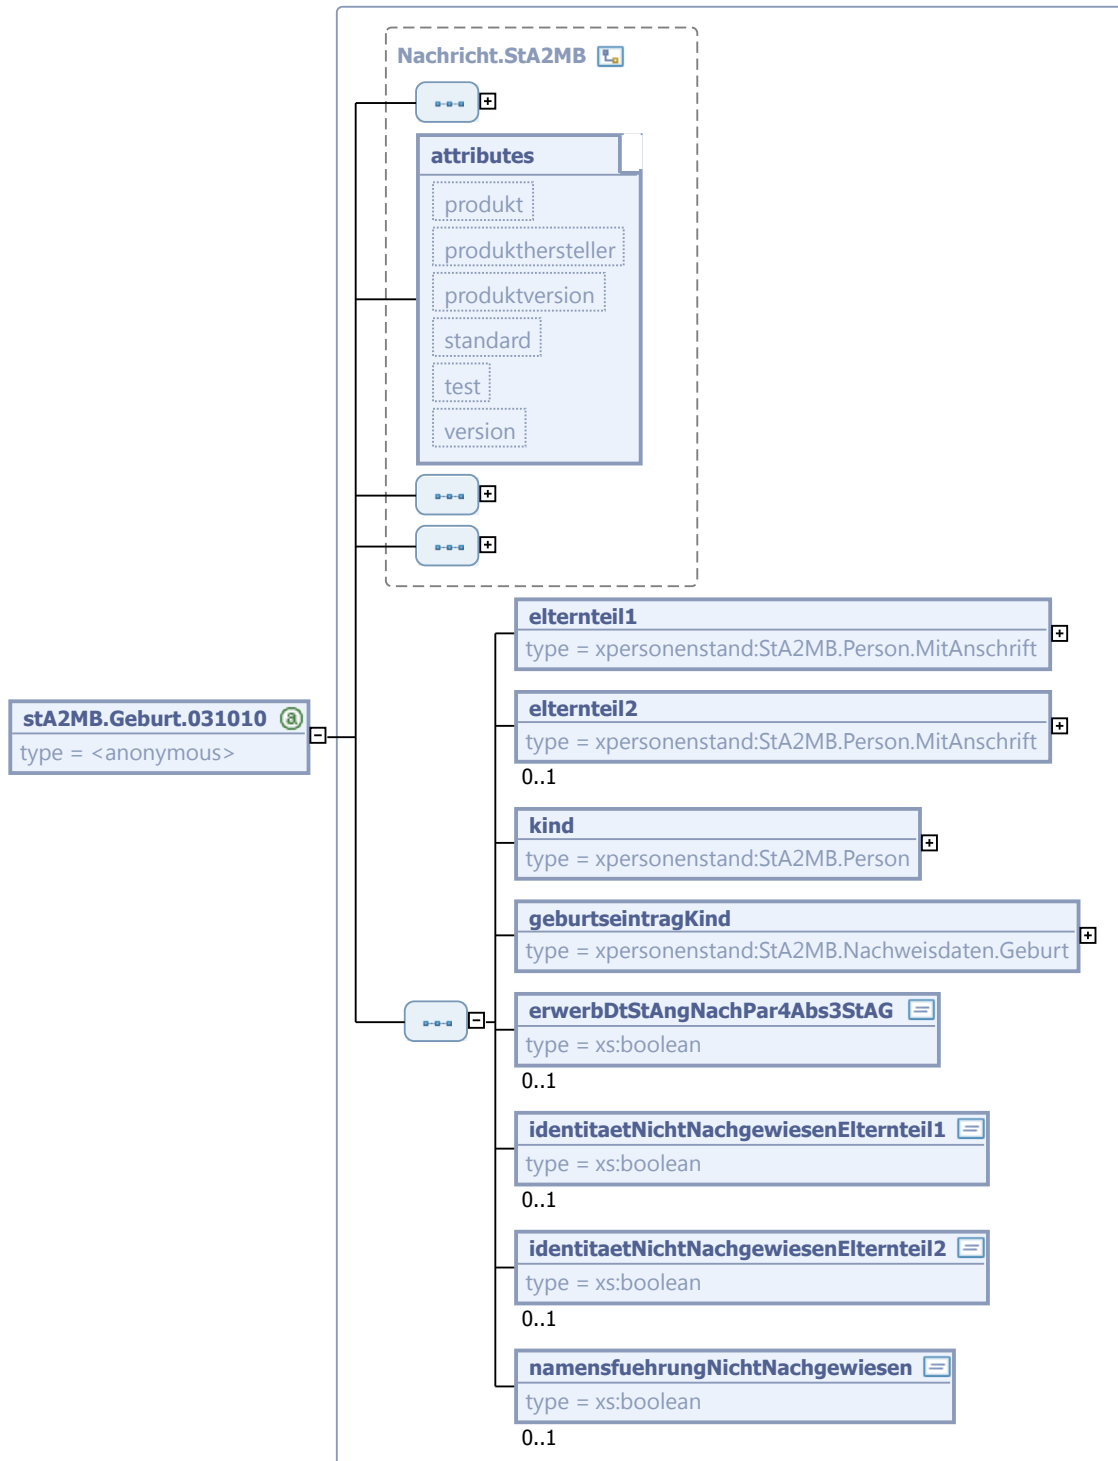 Nachricht.StA2MB
attributes
produkt
produkthersteller
produktversion
standard
test
version
stA2MB.Geburt.031010
type = <anonymous>
elternteil1
type = xpersonenstand:StA2MB.Person.MitAnschrift
elternteil2
type = xpersonenstand:StA2MB.Person.MitAnschrift
0..1
kind
type = xpersonenstand:StA2MB.Person
geburtseintragKind
type = xpersonenstand:StA2MB.Nachweisdaten.Geburt
erwerbDtStAngNachPar4Abs3StAG
type = xs:boolean
0..1
identitaetNichtNachgewiesenElternteil1
type = xs:boolean
0..1
identitaetNichtNachgewiesenElternteil2
type = xs:boolean
0..1
namensfuehrungNichtNachgewiesen
type = xs:boolean
0..1